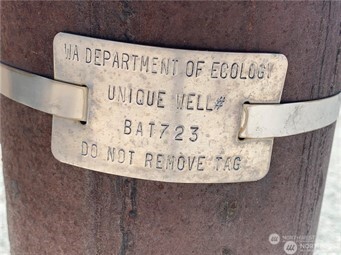 WA DEPARTMENT OF ECOLOGY
UNIQUE WELL#
BAT723
DO NOT REMOVE TAG